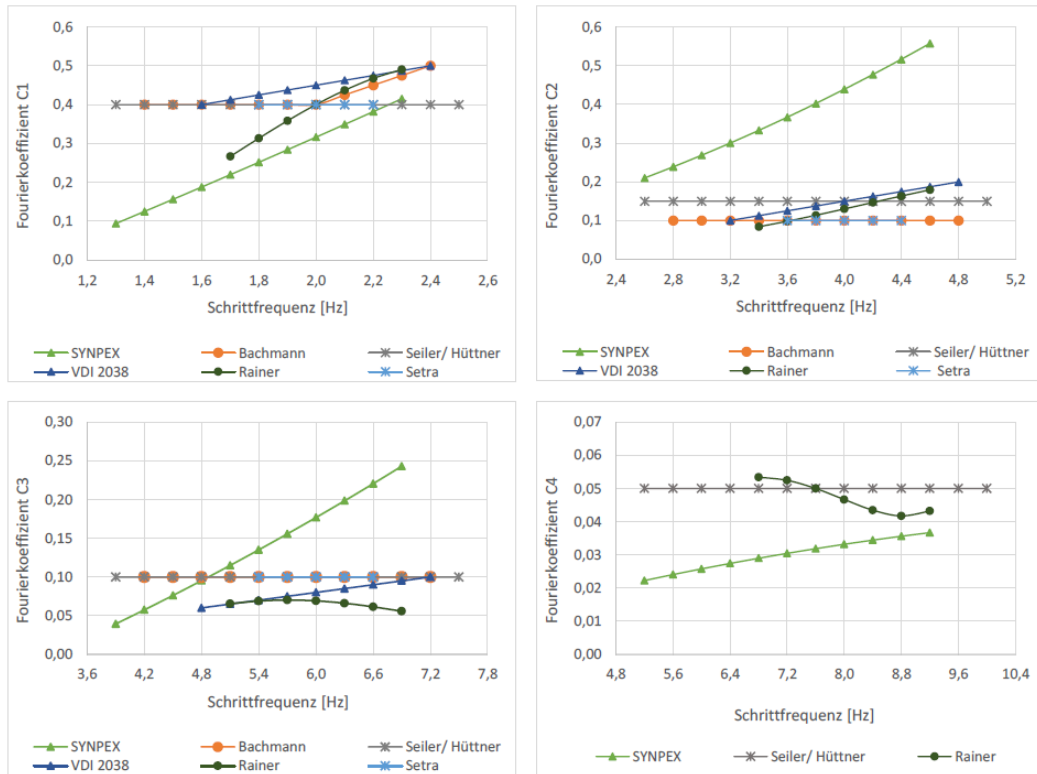 0,6
0,5
0,4
0,3
0,2
0,1
0,0
Fourierkoeffizient C1
1,2 1,4 1,6 1,8 2,0 2,2 2,4 2,6
Schrittfrequenz [Hz]
SYNPEX Bachmann Seiler/ Hüttner
VDI 2038 Rainer Setra
0,6
0,5
0,4
0,3
0,2
0,1
0,0
Fourierkoeffizient C2
2,4 2,8 3,2 3,6 4,0 4,4 4,8 5,2
Schrittfrequenz [Hz]
SYNPEX Bachmann Seiler/ Hüttner
VDI 2038 Rainer Setra
0,30
0,25
0,20
0,15
0,10
0,05
0,00
Fourierkoeffizient C3
3,6 4,2 4,8 5,4 6,0 6,6 7,2 7,8
Schrittfrequenz [Hz]
SYNPEX Bachmann Seiler/ Hüttner
VDI 2038 Rainer Setra
0,07
0,06
0,05
0,04
0,03
0,02
0,01
0,00
Fourierkoeffizient C4
4,8 5,6 6,4 7,2 8,0 8,8 9,6 10,4
Schrittfrequenz [Hz]
SYNPEX Seiler/ Hüttner Rainer